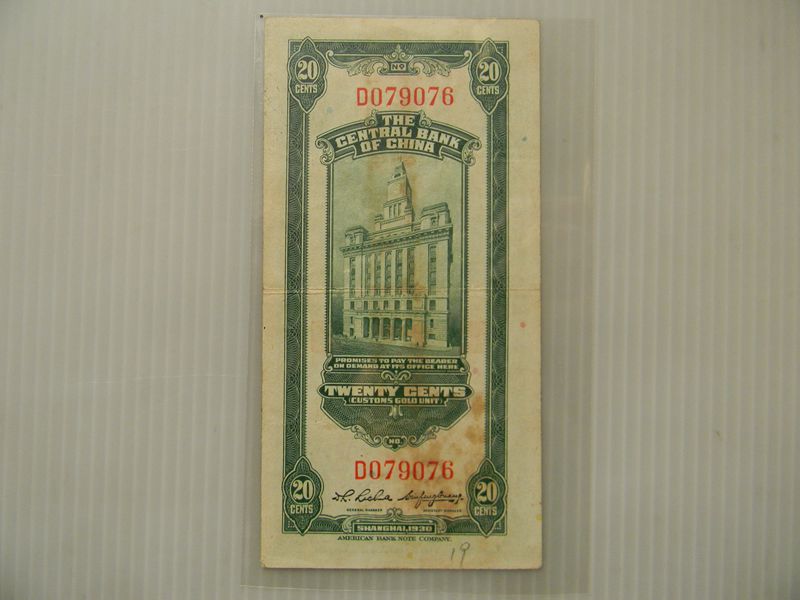 20 Nº 20
CENTS CENTS
D079076
THE
CENTRAL BANK
OF CHINA
PROMISES TO PAY THE BEARER
ON DEMAND AT ITS OFFICE HERE
TWENTY CENTS
(CUSTOMS GOLD UNIT)
NO.
D079076
20 20
CENTS CENTS
GENERAL MANAGER ASSISTANT MANAGER
SHANGHAI, 1930
AMERICAN BANK NOTE COMPANY.
19